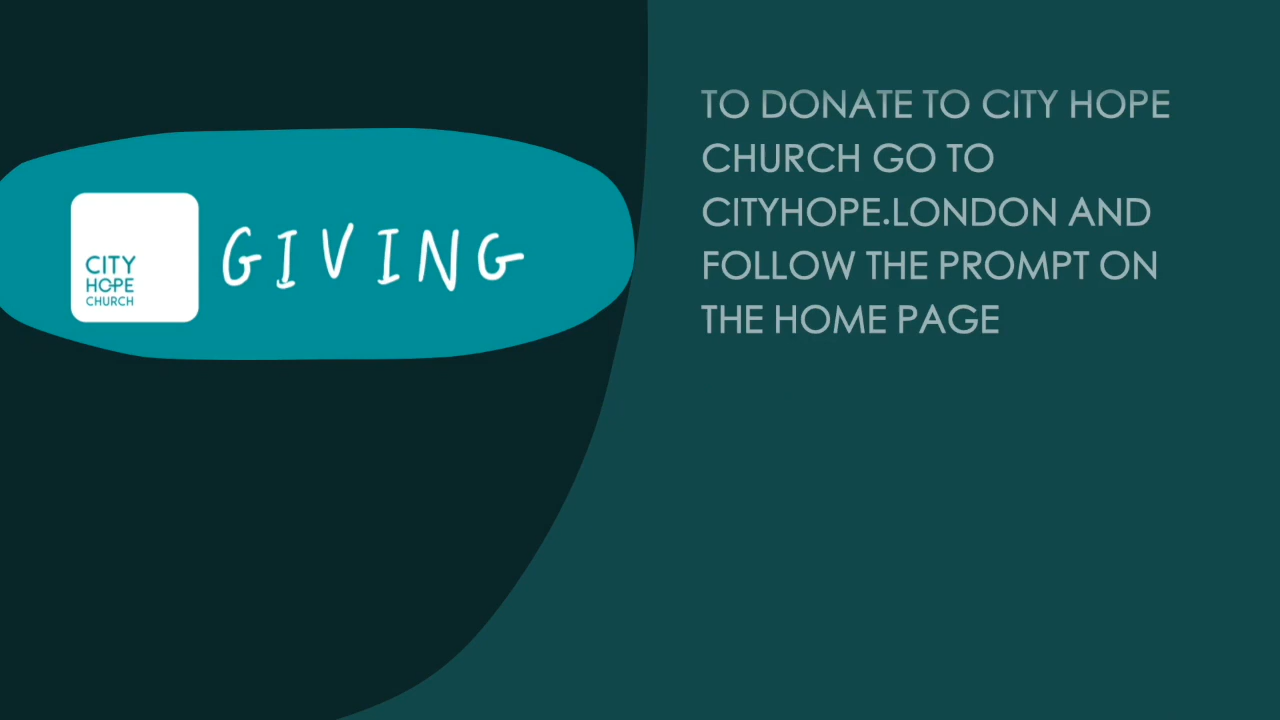 CITY
HOPE
CHURCH
GIVING
TO DONATE TO CITY HOPE
CHURCH GO TO
CITYHOPE.LONDON AND
FOLLOW THE PROMPT ON
THE HOME PAGE